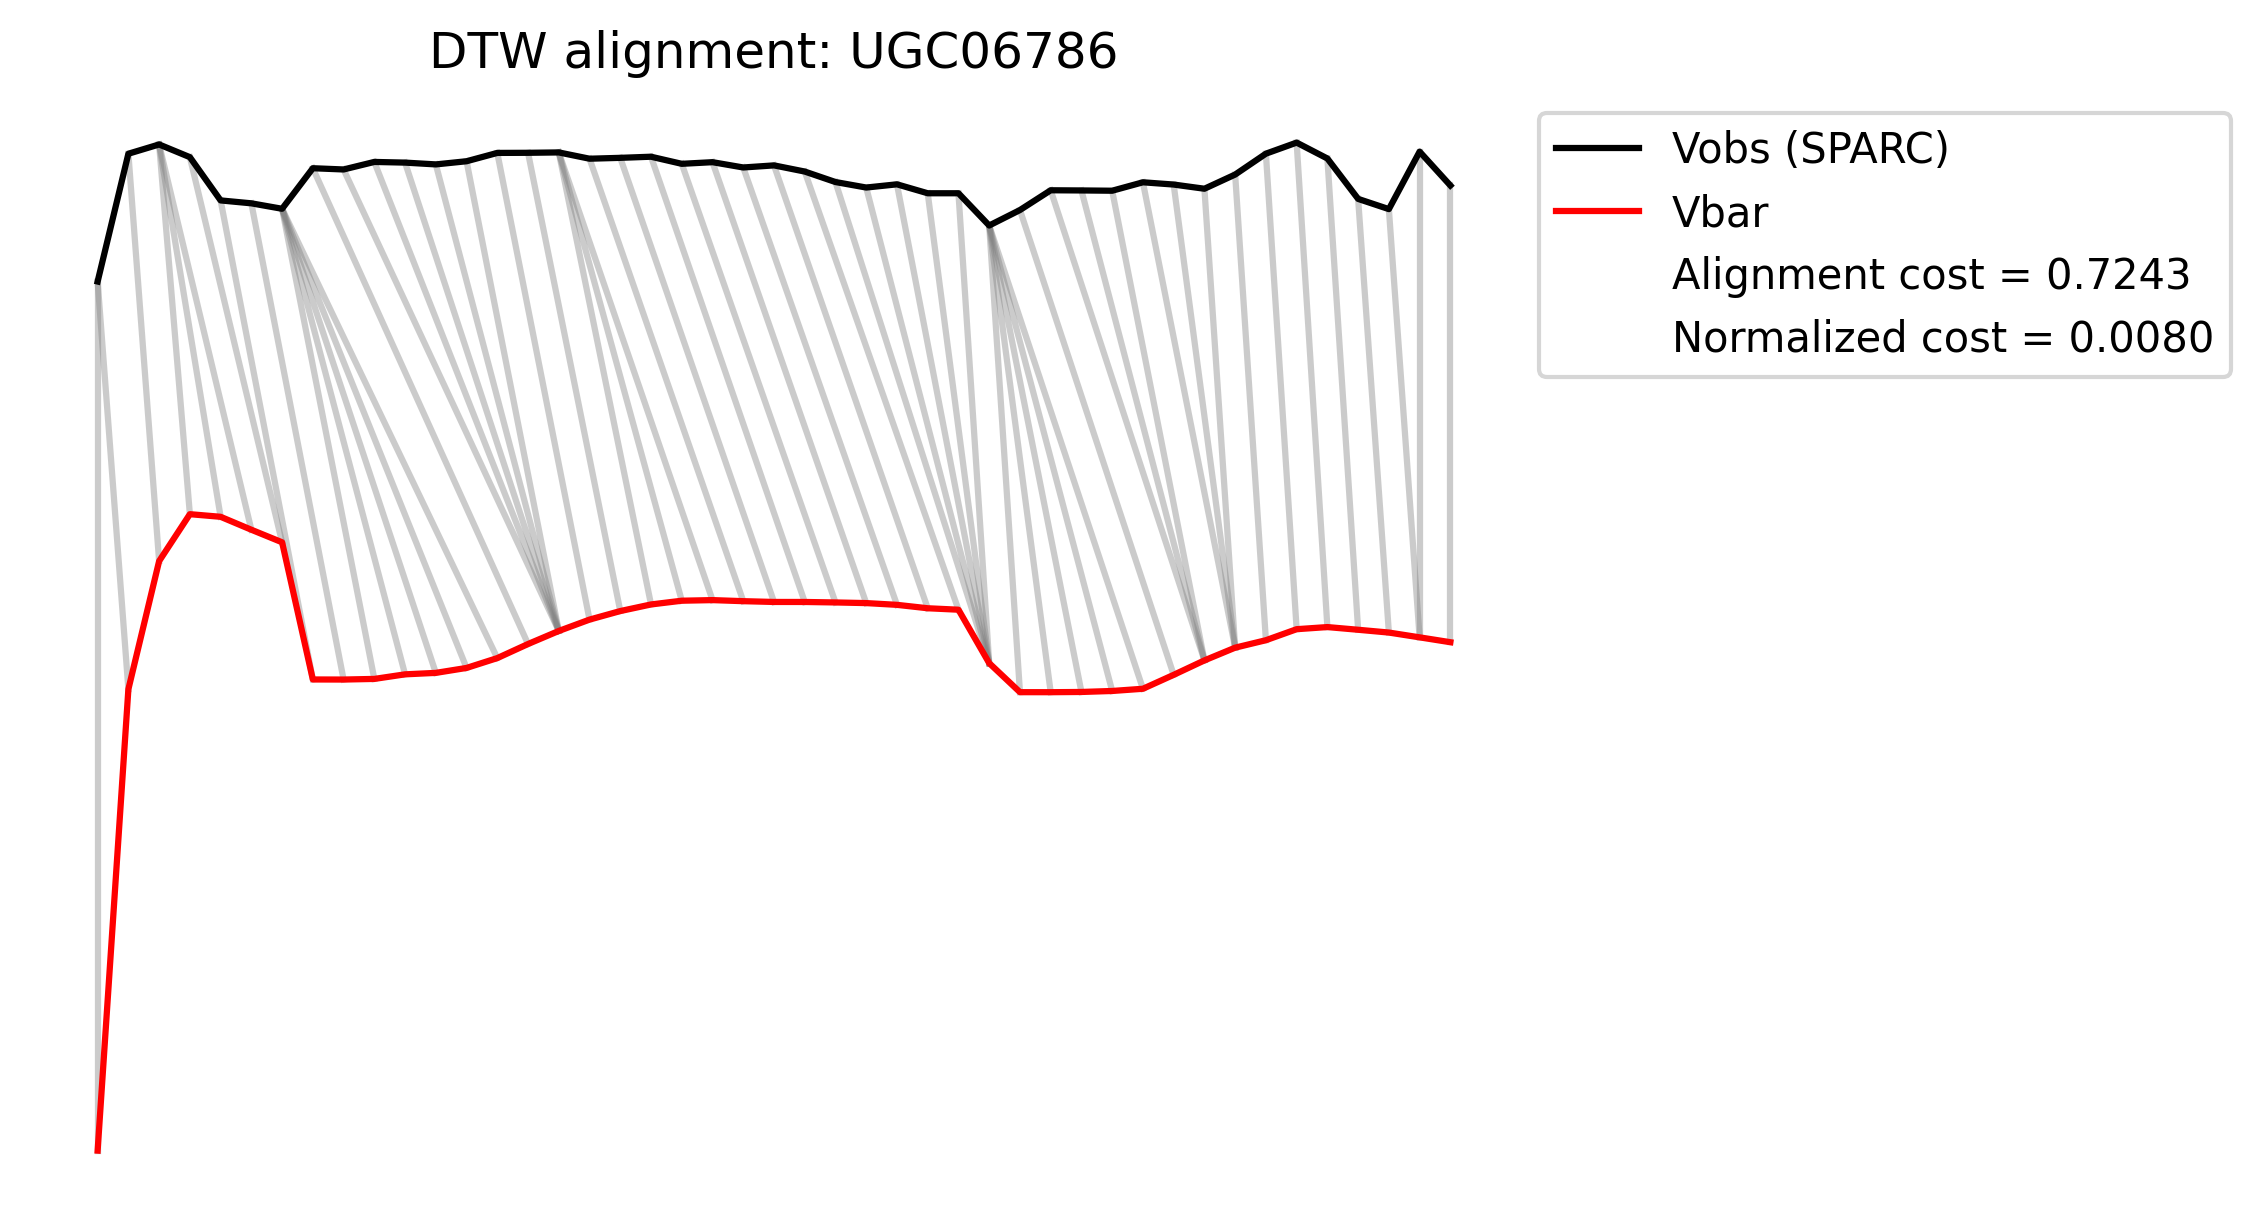 DTW alignment: UGC06786
Vobs (SPARC)
Vbar
Alignment cost = 0.7243
Normalized cost = 0.0080